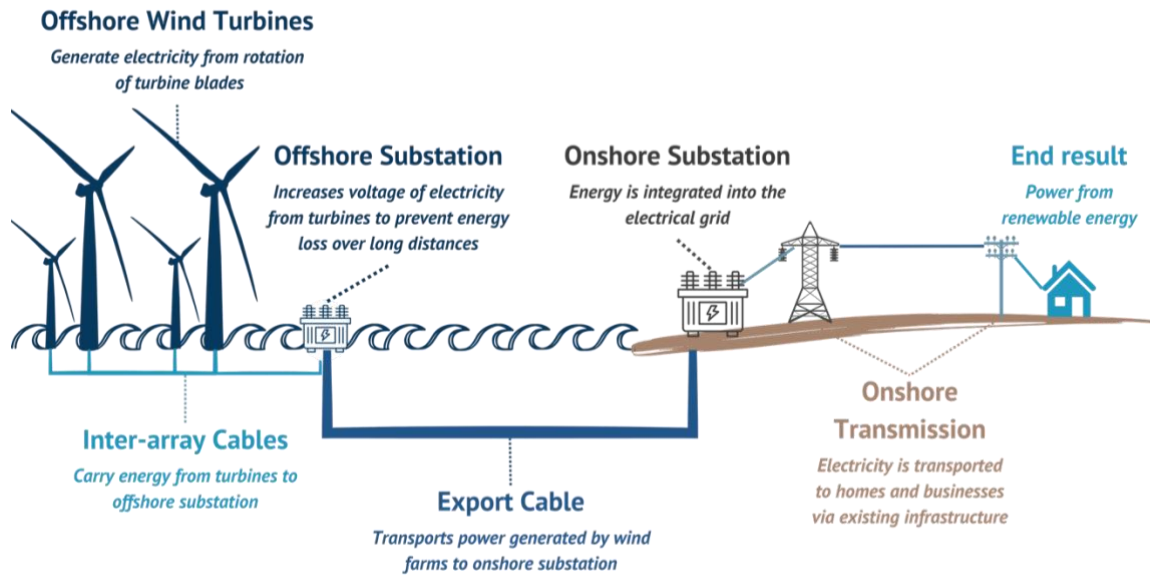 Offshore Wind Turbines
Generate electricity from rotation
of turbine blades
Offshore Substation
Increases voltage of electricity
from turbines to prevent energy
loss over long distances
Onshore Substation
Energy is integrated into the
electrical grid
End result
Power from
renewable energy
Inter-array Cables
Carry energy from turbines to
offshore substation
Export Cable
Transports power generated by wind
farms to onshore substation
Onshore
Transmission
Electricity is transported
to homes and businesses
via existing infrastructure